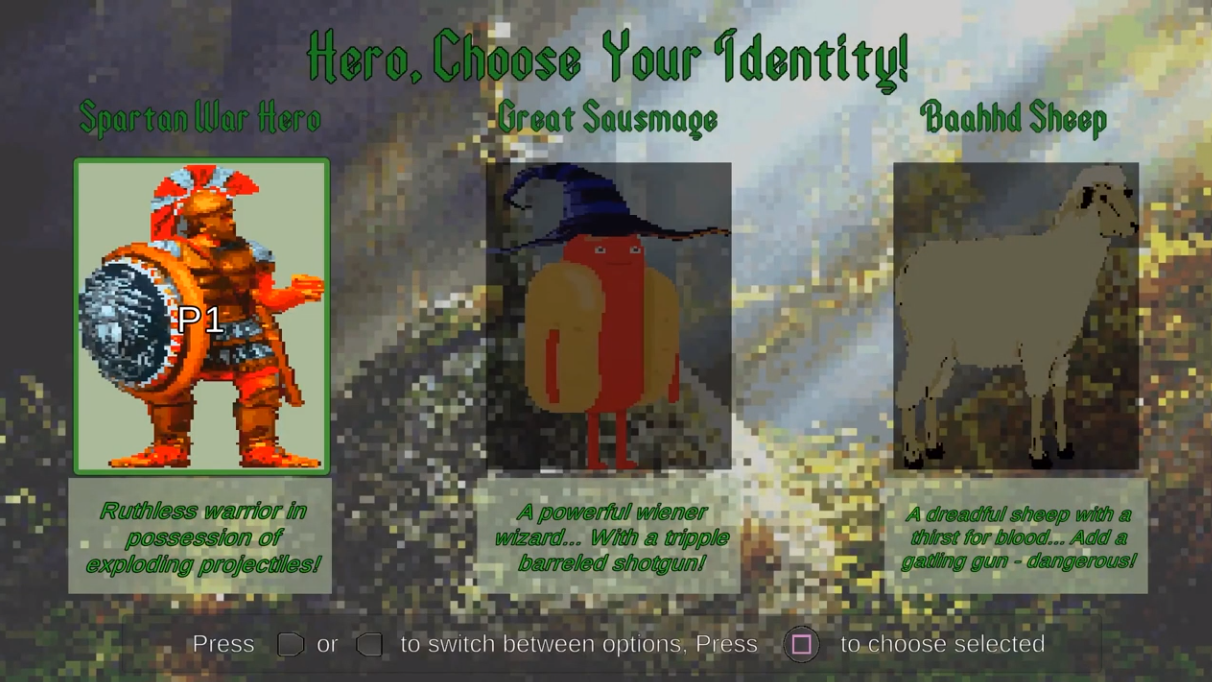 Hero, Choose Your Identity!
Spartan War Hero
Great Sausmage
Baahhd Sheep
P1
Ruthless warrior in
possession of
exploding projectiles!
A powerful wiener
wizard... With a tripple
barreled shotgun!
A dreadful sheep with a
thirst for blood... Add a
gatling gun - dangerous!
Press or to switch between options, Press to choose selected